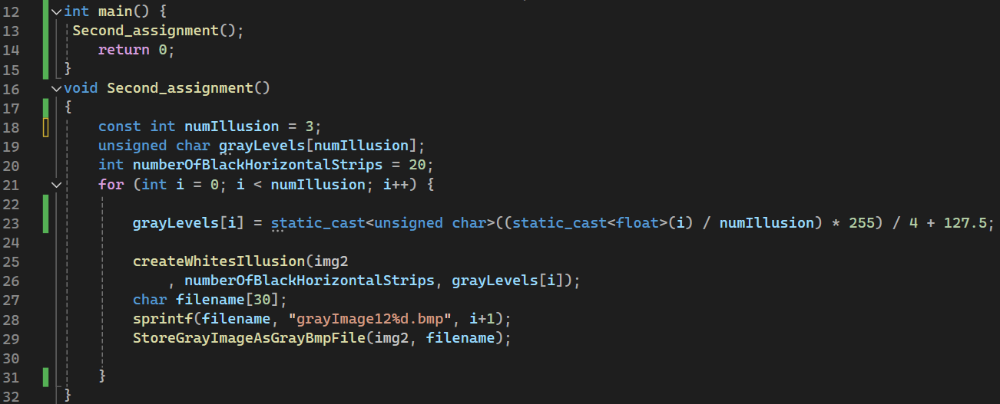 12 int main() {
13 Second_assignment();
14 return 0;
15 }
16 void Second_assignment()
17 {
18 const int numIllusion = 3;
19 unsigned char grayLevels[numIllusion];
20 int numberOfBlackHorizontalStrips = 20;
21 for (int i = 0; i < numIllusion; i++) {
22
23 grayLevels[i] = static_cast<unsigned char>((static_cast<float>(i) / numIllusion) * 255) / 4 + 127.5;
24
25 createWhitesIllusion(img2
26 , numberOfBlackHorizontalStrips, grayLevels[i]);
27 char filename[30];
28 sprintf(filename, "grayImage12%d.bmp", i+1);
29 StoreGrayImageAsGrayBmpFile(img2, filename);
30
31 }
32 }